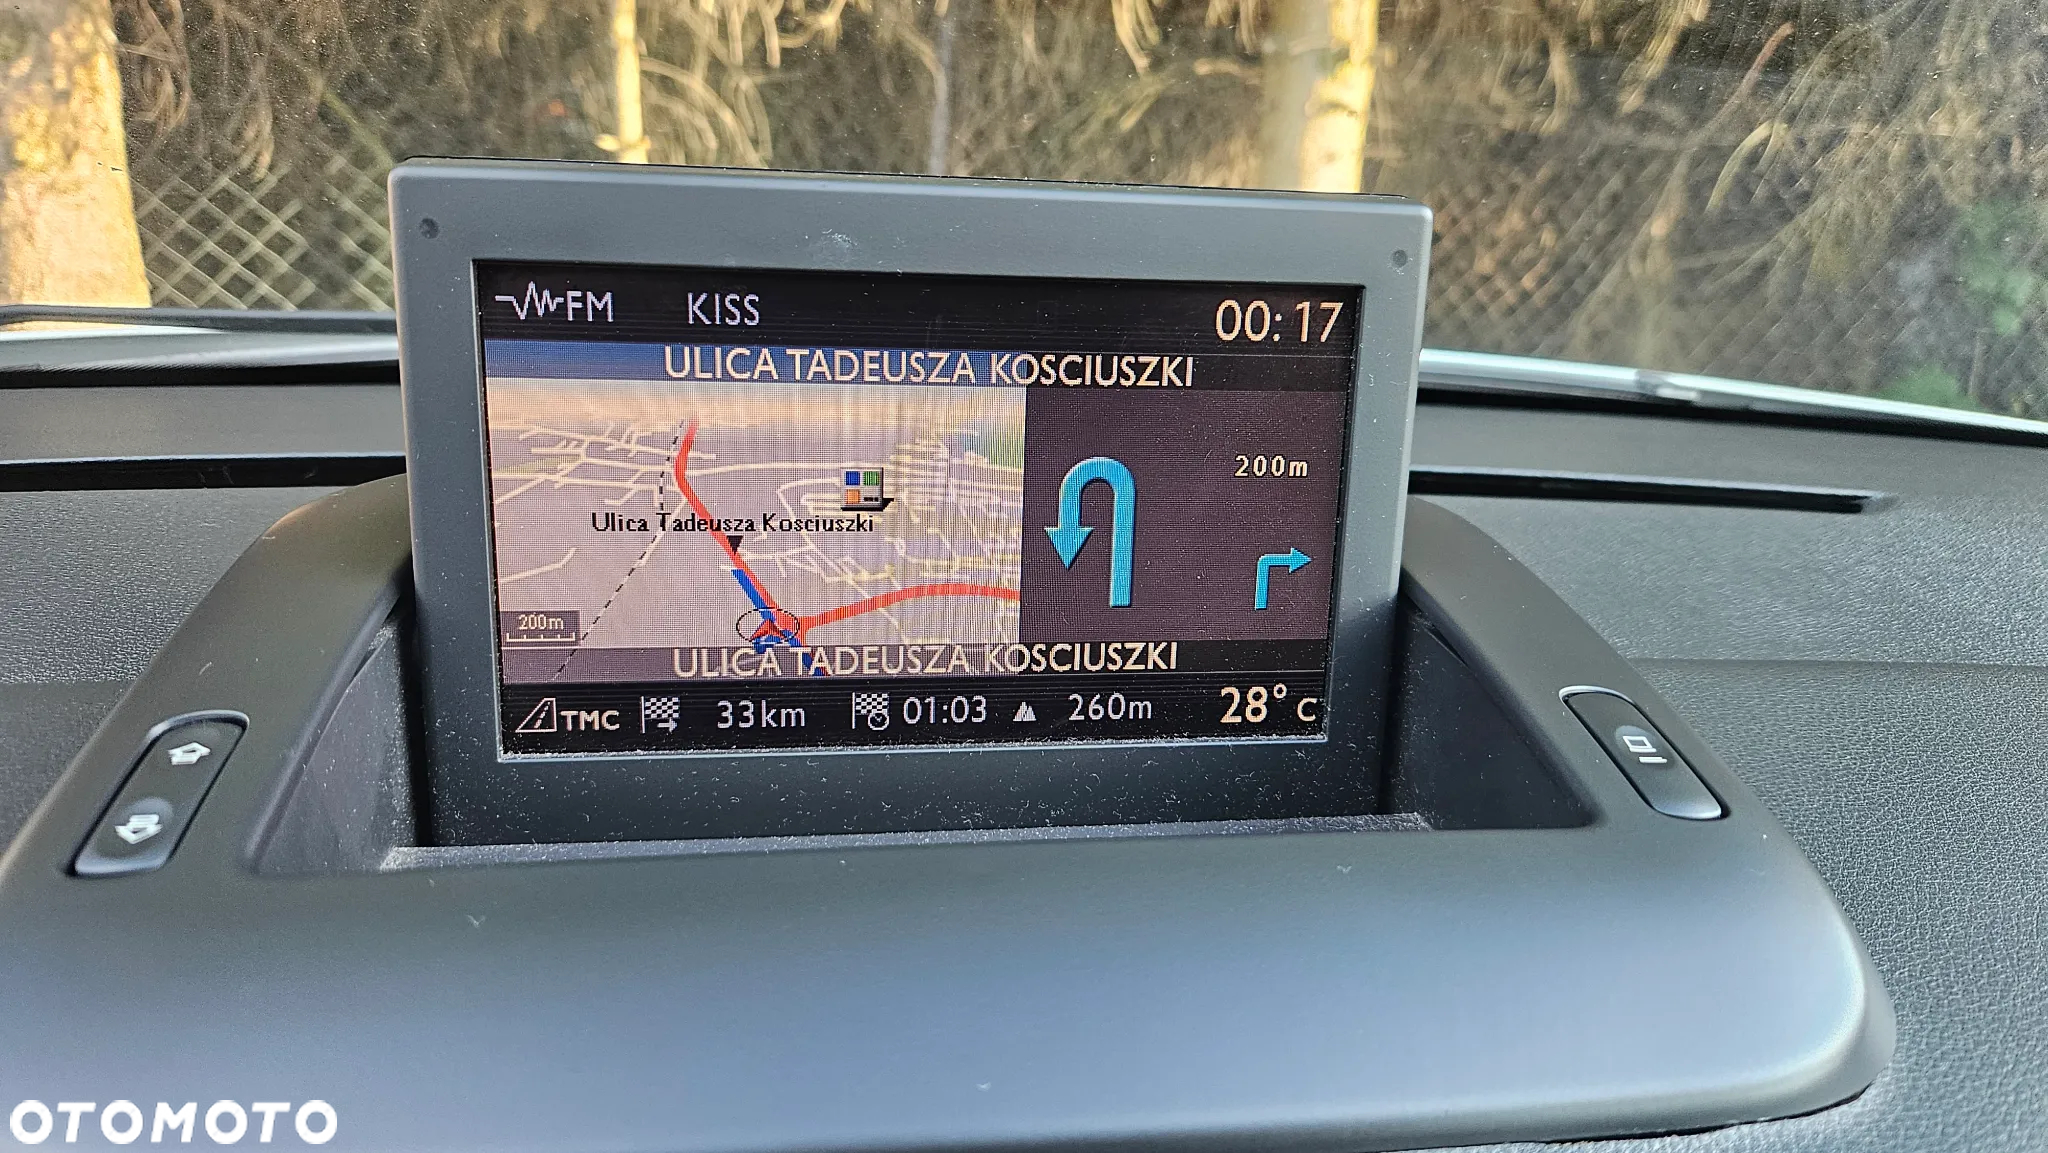 FM KISS 00:17
ULICA TADEUSZA KOSCIUSZKI
200m
Ulica Tadeusza Kosciuszki
200m
ULICA TADEUSZA KOSCIUSZKI
TMC 33km 01:03 260m 28°C
OTOMOTO